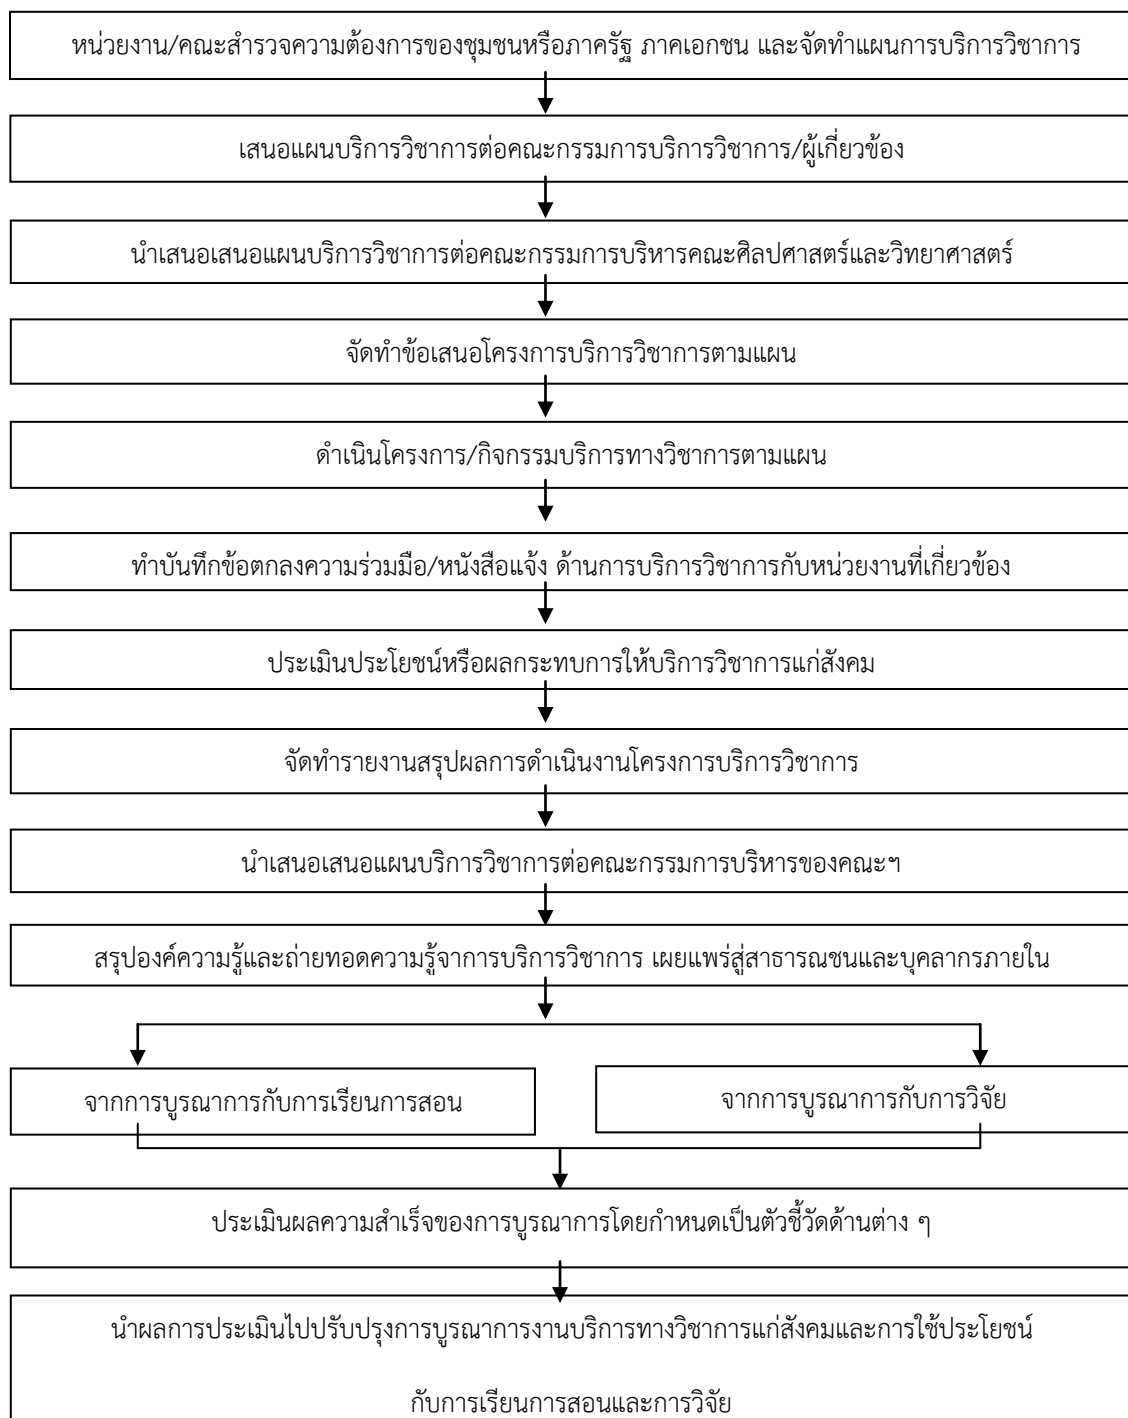 หน่วยงาน/คณะสำรวจความต้องการของชุมชนหรือภาครัฐ ภาคเอกชน และจัดทำแผนการบริการวิชาการ
เสนอแผนบริการวิชาการต่อคณะกรรมการบริการวิชาการ/ผู้เกี่ยวข้อง
นำเสนอเสนอแผนบริการวิชาการต่อคณะกรรมการบริหารคณะศิลปศาสตร์และวิทยาศาสตร์
จัดทำข้อเสนอโครงการบริการวิชาการตามแผน
ดำเนินโครงการ/กิจกรรมบริการทางวิชาการตามแผน
ทำบันทึกข้อตกลงความร่วมมือ/หนังสือแจ้ง ด้านการบริการวิชาการกับหน่วยงานที่เกี่ยวข้อง
ประเมินประโยชน์หรือผลกระทบการให้บริการวิชาการแก่สังคม
จัดทำรายงานสรุปผลการดำเนินงานโครงการบริการวิชาการ
นำเสนอเสนอแผนบริการวิชาการต่อคณะกรรมการบริหารของคณะฯ
สรุปองค์ความรู้และถ่ายทอดความรู้จาการบริการวิชาการ เผยแพร่สู่สาธารณชนและบุคลากรภายใน
จากการบูรณาการกับการเรียนการสอน
จากการบูรณาการกับการวิจัย
ประเมินผลความสำเร็จของการบูรณาการโดยกำหนดเป็นตัวชี้วัดด้านต่าง ๆ
นำผลการประเมินไปปรับปรุงการบูรณาการงานบริการทางวิชาการแก่สังคมและการใช้ประโยชน์
กับการเรียนการสอนและการวิจัย